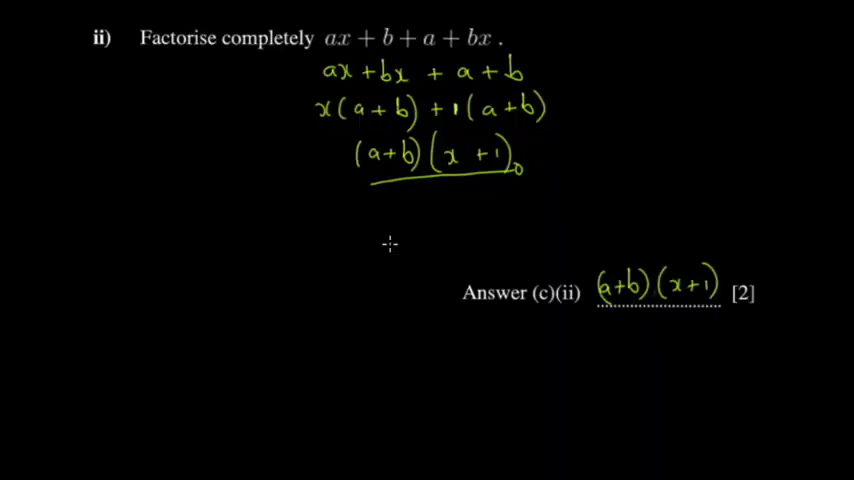 ii) Factorise completely ax + b + a + bx .
ax + bx + a + b
x(a + b) + 1(a + b)
(a+b)(x + 1)
Answer (c)(ii) (a+b)(x+1) [2]